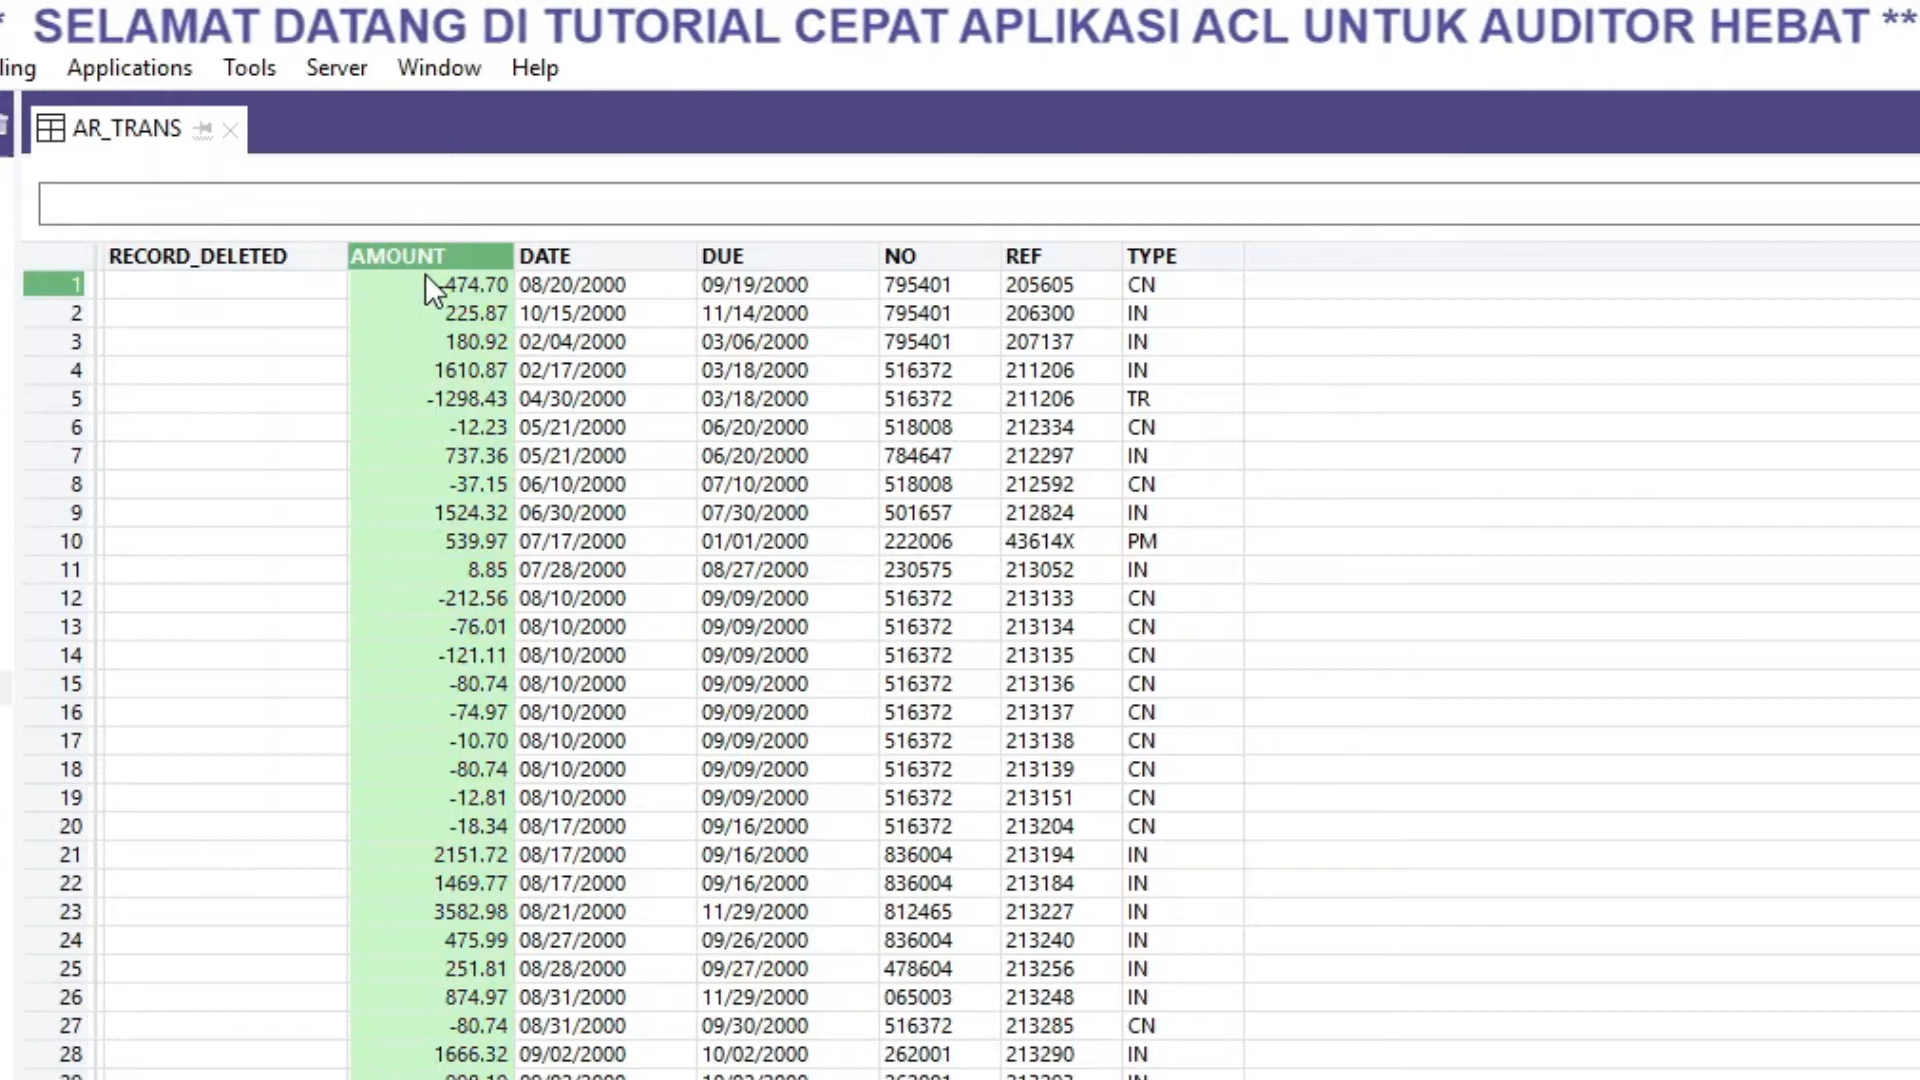 * SELAMAT DATANG DI TUTORIAL CEPAT APLIKASI ACL UNTUK AUDITOR HEBAT **
ling Applications Tools Server Window Help
AR_TRANS
RECORD_DELETED AMOUNT DATE DUE NO REF TYPE
1 -474.70 08/20/2000 09/19/2000 795401 205605 CN
2 225.87 10/15/2000 11/14/2000 795401 206300 IN
3 180.92 02/04/2000 03/06/2000 795401 207137 IN
4 1610.87 02/17/2000 03/18/2000 516372 211206 IN
5 -1298.43 04/30/2000 03/18/2000 516372 211206 TR
6 -12.23 05/21/2000 06/20/2000 518008 212334 CN
7 737.36 05/21/2000 06/20/2000 784647 212297 IN
8 -37.15 06/10/2000 07/10/2000 518008 212592 CN
9 1524.32 06/30/2000 07/30/2000 501657 212824 IN
10 539.97 07/17/2000 01/01/2000 222006 43614X PM
11 8.85 07/28/2000 08/27/2000 230575 213052 IN
12 -212.56 08/10/2000 09/09/2000 516372 213133 CN
13 -76.01 08/10/2000 09/09/2000 516372 213134 CN
14 -121.11 08/10/2000 09/09/2000 516372 213135 CN
15 -80.74 08/10/2000 09/09/2000 516372 213136 CN
16 -74.97 08/10/2000 09/09/2000 516372 213137 CN
17 -10.70 08/10/2000 09/09/2000 516372 213138 CN
18 -80.74 08/10/2000 09/09/2000 516372 213139 CN
19 -12.81 08/10/2000 09/09/2000 516372 213151 CN
20 -18.34 08/17/2000 09/16/2000 516372 213204 CN
21 2151.72 08/17/2000 09/16/2000 836004 213194 IN
22 1469.77 08/17/2000 09/16/2000 836004 213184 IN
23 3582.98 08/21/2000 11/29/2000 812465 213227 IN
24 475.99 08/27/2000 09/26/2000 836004 213240 IN
25 251.81 08/28/2000 09/27/2000 478604 213256 IN
26 874.97 08/31/2000 11/29/2000 065003 213248 IN
27 -80.74 08/31/2000 09/30/2000 516372 213285 CN
28 1666.32 09/02/2000 10/02/2000 262001 213290 IN